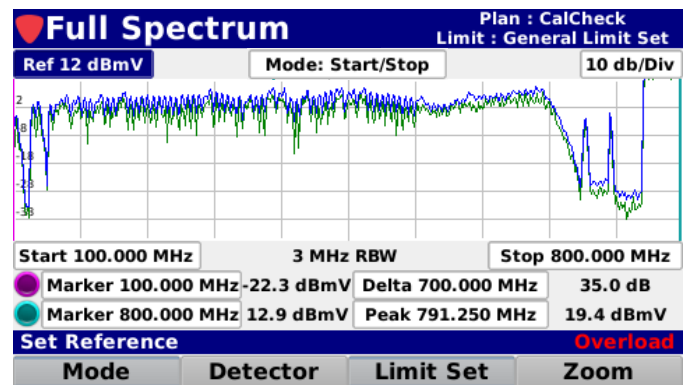 Full Spectrum
Plan : CalCheck
Limit : General Limit Set
Ref 12 dBmV
Mode: Start/Stop
10 db/Div
2
-8
-18
-28
-38
Start 100.000 MHz
3 MHz RBW
Stop 800.000 MHz
Marker 100.000 MHz -22.3 dBmV Delta 700.000 MHz 35.0 dB
Marker 800.000 MHz 12.9 dBmV Peak 791.250 MHz 19.4 dBmV
Set Reference
Overload
Mode Detector Limit Set Zoom